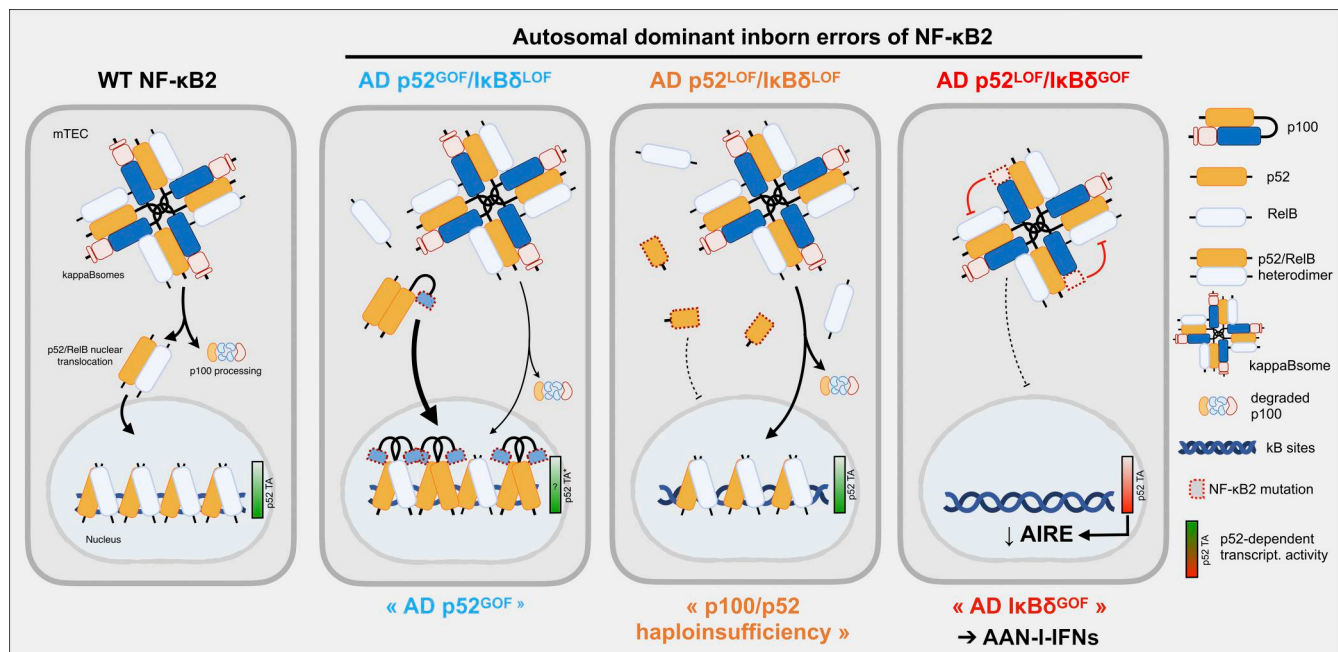 Autosomal dominant inborn errors of NF-κB2
WT NF-κB2
AD p52GOF/IκBδLOF
AD p52LOF/IκBδLOF
AD p52LOF/IκBδGOF
mTEC
kappaBsomes
p52/RelB nuclear
translocation
p100 processing
Nucleus
p52 TA
?
p52 TA*
p52 TA
p52 TA
↓ AIRE
« AD p52GOF »
« p100/p52
haploinsufficiency »
« AD IκBδGOF »
→ AAN-I-IFNs
p100
p52
RelB
p52/RelB
heterodimer
kappaBsome
degraded
p100
kB sites
NF-κB2 mutation
p52 TA
p52-dependent
transcript. activity